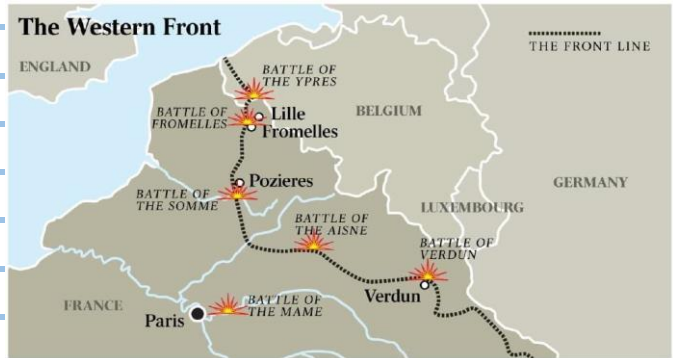 The Western Front
THE FRONT LINE
ENGLAND
BATTLE OF
THE YPRES
BATTLE OF
FROMELLES
Lille
Fromelles
BELGIUM
Pozieres
BATTLE OF
THE SOMME
GERMANY
LUXEMBOURG
BATTLE OF
THE AISNE
BATTLE OF
VERDUN
Verdun
FRANCE
Paris
BATTLE OF
THE MAME